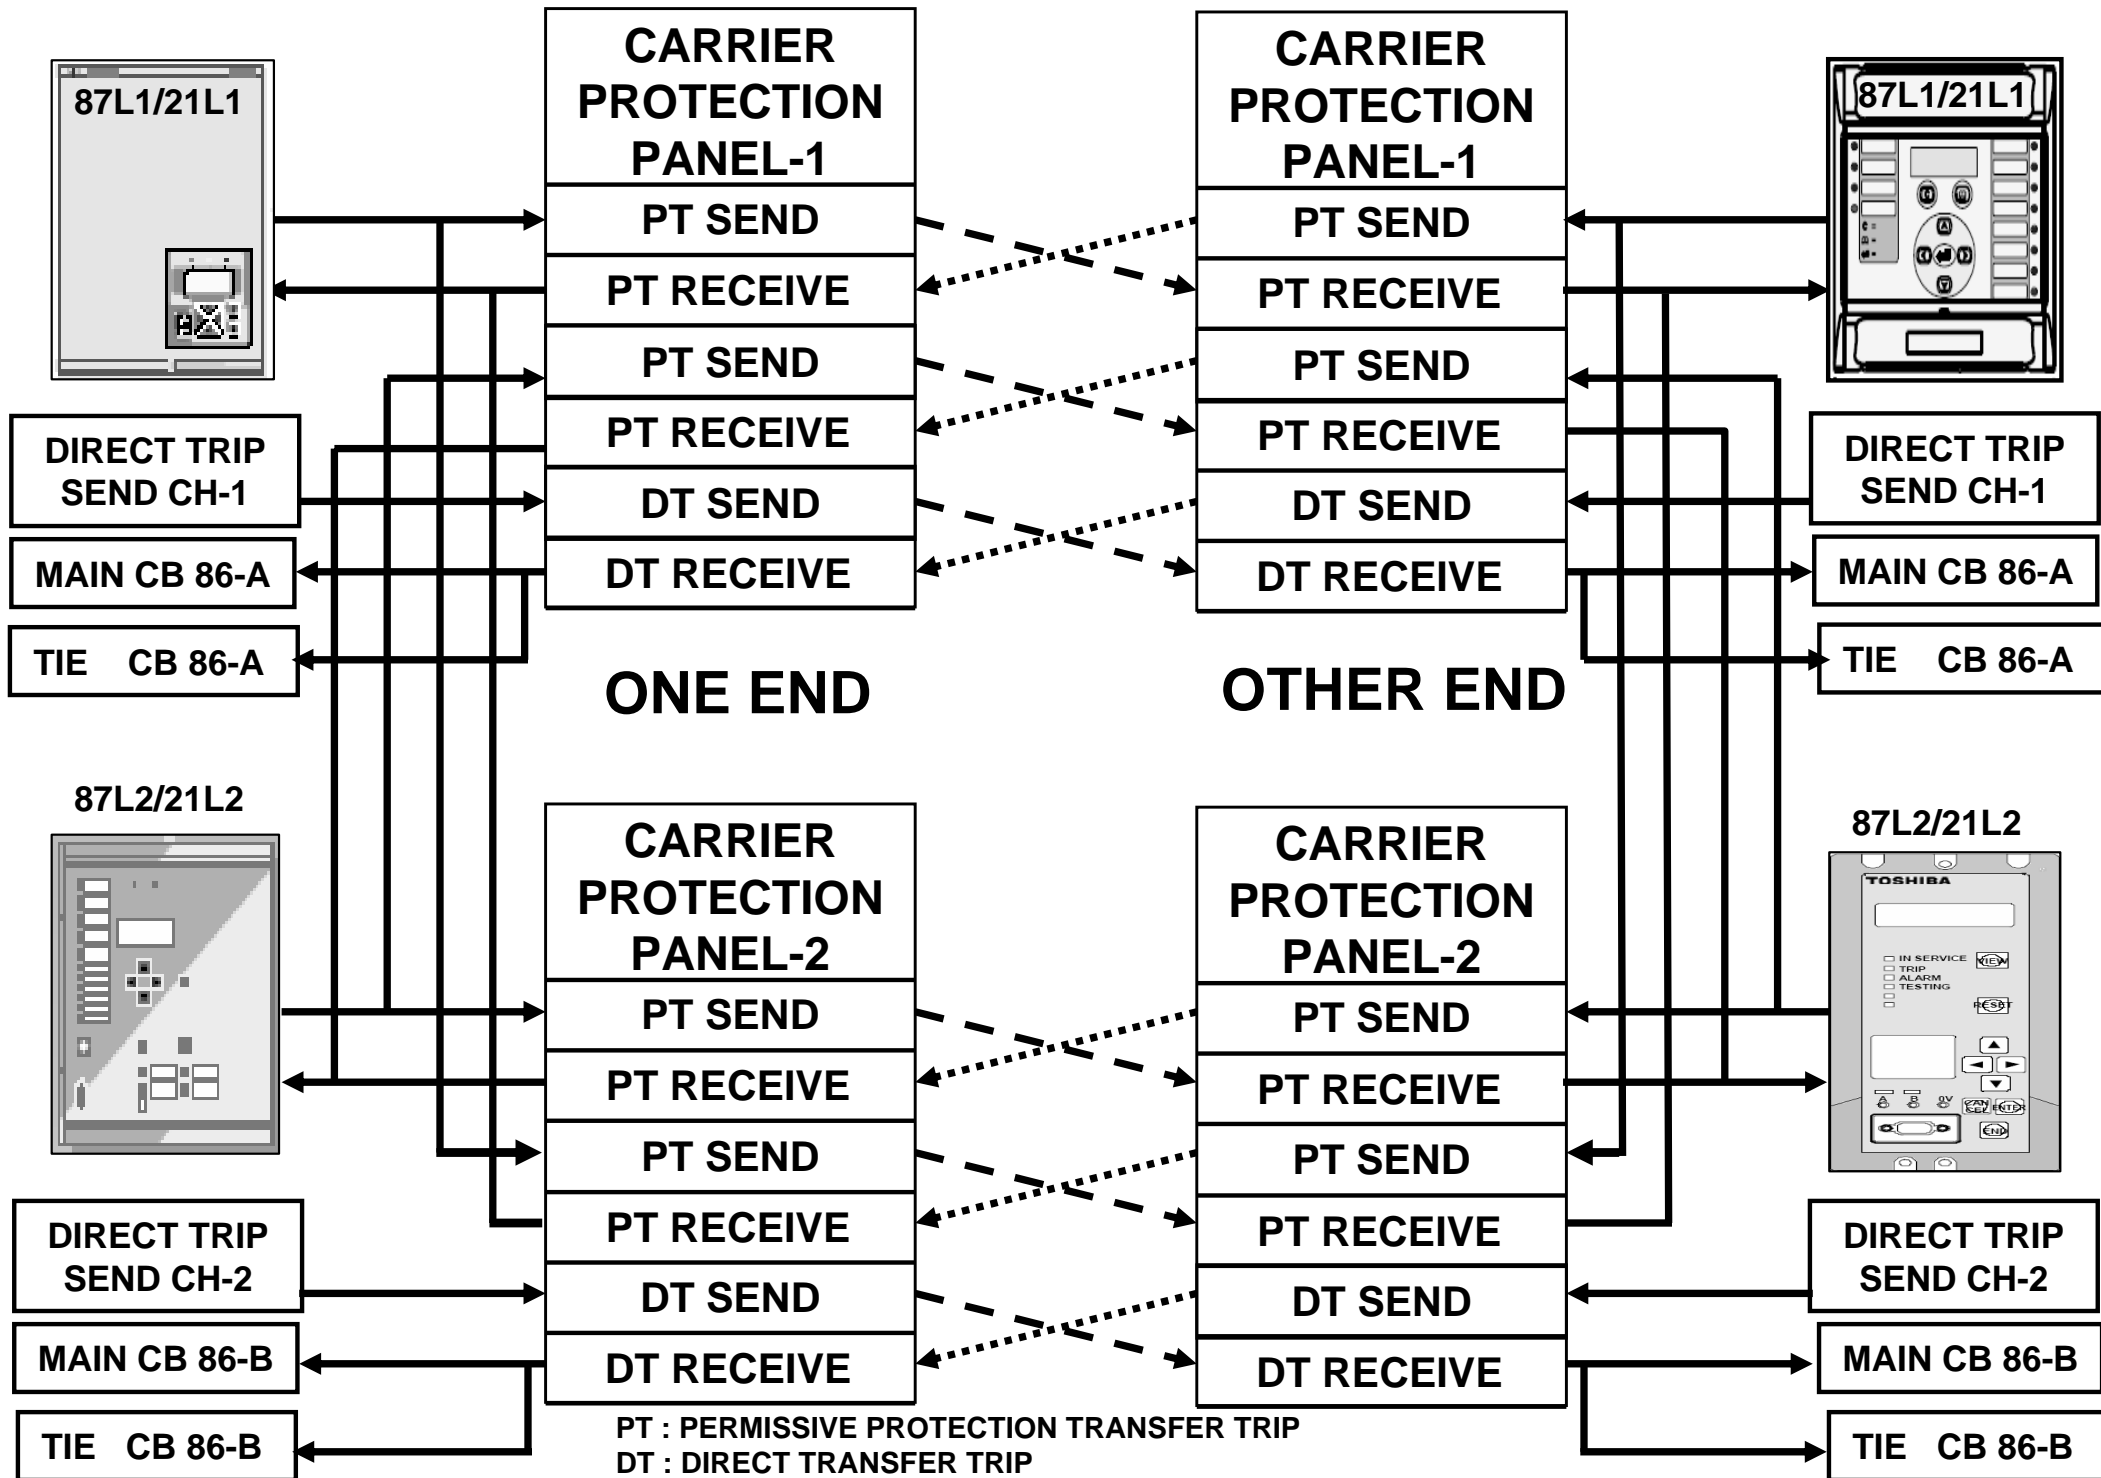 87L1/21L1
DIRECT TRIP
SEND CH-1
MAIN CB 86-A
TIE CB 86-A
87L2/21L2
DIRECT TRIP
SEND CH-2
MAIN CB 86-B
TIE CB 86-B
CARRIER
PROTECTION
PANEL-1
PT SEND
PT RECEIVE
PT SEND
PT RECEIVE
DT SEND
DT RECEIVE
ONE END
CARRIER
PROTECTION
PANEL-2
PT SEND
PT RECEIVE
PT SEND
PT RECEIVE
DT SEND
DT RECEIVE
CARRIER
PROTECTION
PANEL-1
PT SEND
PT RECEIVE
PT SEND
PT RECEIVE
DT SEND
DT RECEIVE
OTHER END
CARRIER
PROTECTION
PANEL-2
PT SEND
PT RECEIVE
PT SEND
PT RECEIVE
DT SEND
DT RECEIVE
87L1/21L1
DIRECT TRIP
SEND CH-1
MAIN CB 86-A
TIE CB 86-A
87L2/21L2
TOSHIBA
IN SERVICE
TRIP
ALARM
TESTING
VIEW
RESET
A B 0V
CAN
CEL
ENTER
END
DIRECT TRIP
SEND CH-2
MAIN CB 86-B
TIE CB 86-B
PT : PERMISSIVE PROTECTION TRANSFER TRIP
DT : DIRECT TRANSFER TRIP